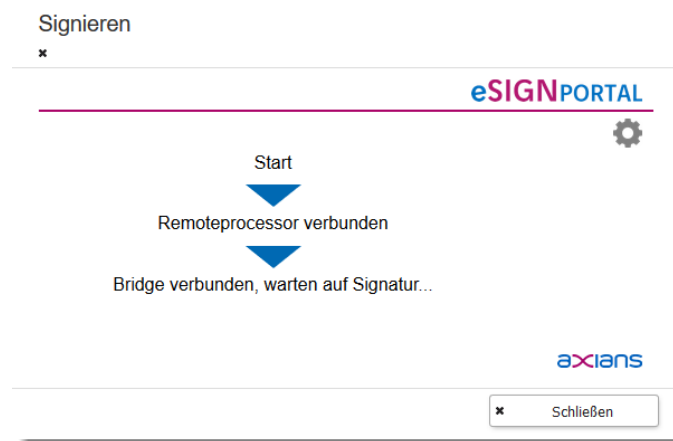 Signieren
eSIGNPORTAL
Start
Remoteprocessor verbunden
Bridge verbunden, warten auf Signatur...
axians
Schließen